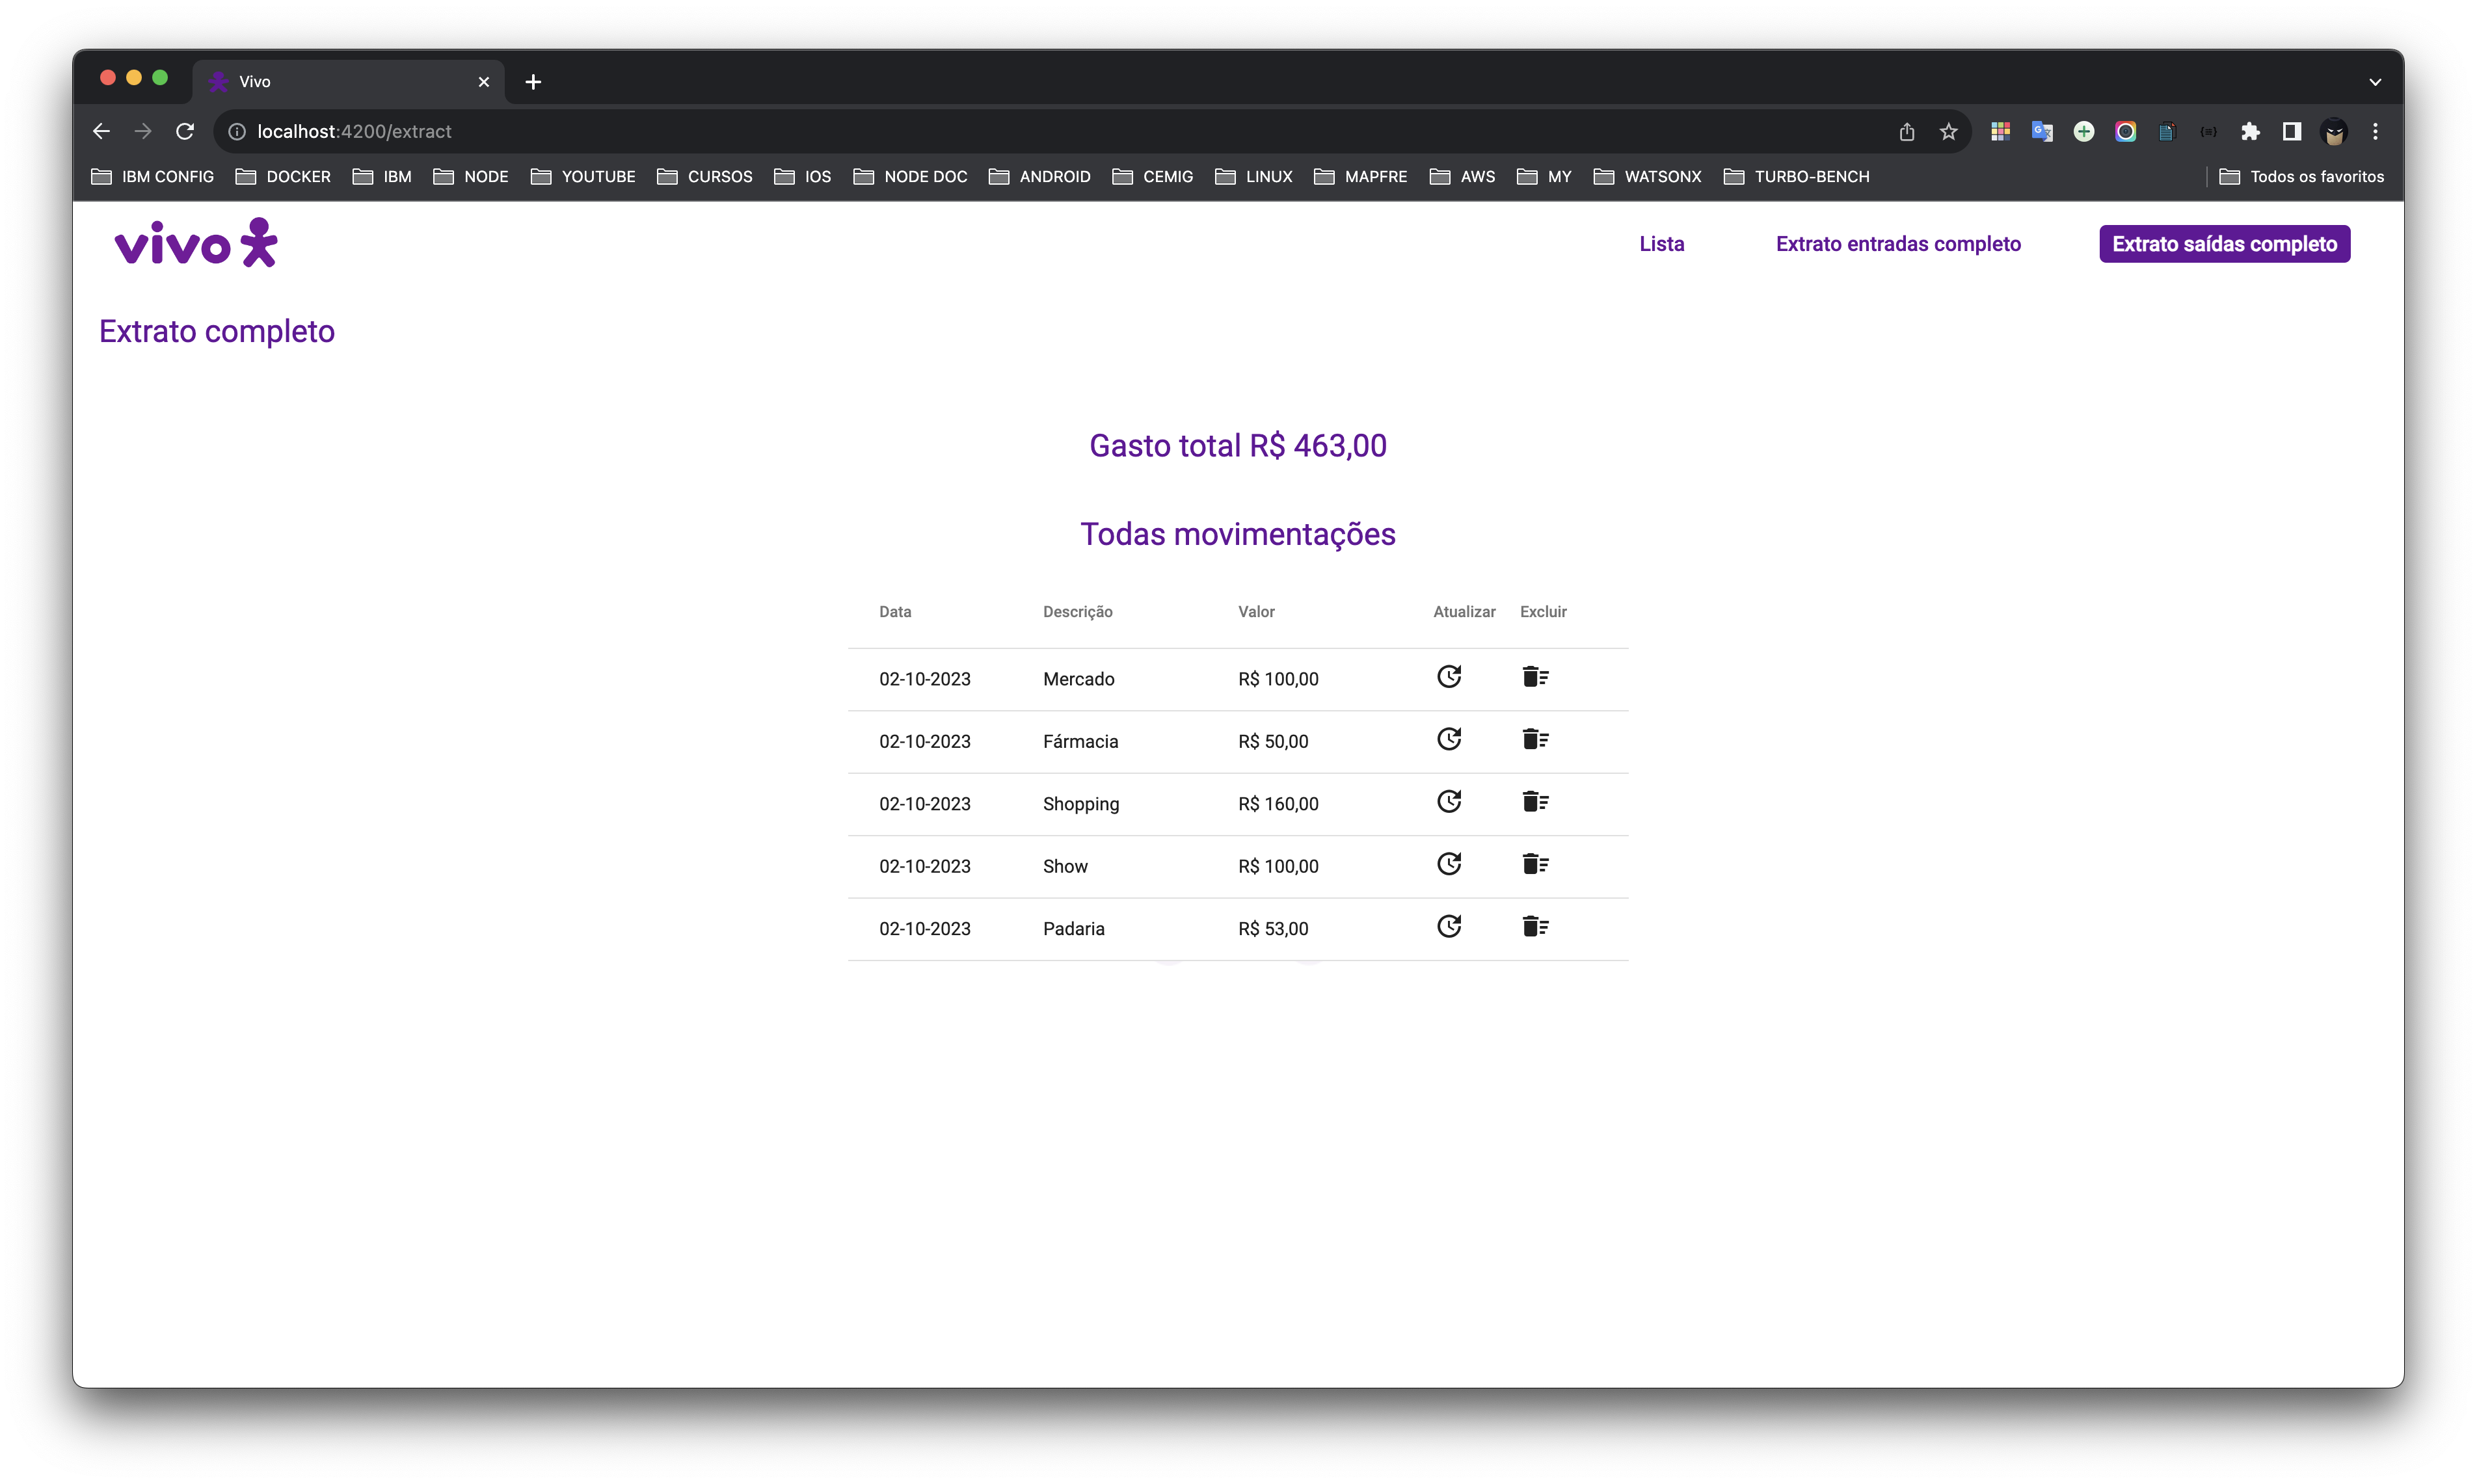 Vivo
localhost:4200/extract
IBM CONFIG DOCKER IBM NODE YOUTUBE CURSOS IOS NODE DOC ANDROID CEMIG LINUX MAPFRE AWS MY WATSONX TURBO-BENCH Todos os favoritos
vivo Lista Extrato entradas completo Extrato saídas completo
Extrato completo
Gasto total R$ 463,00
Todas movimentações
Data Descrição Valor Atualizar Excluir
02-10-2023 Mercado R$ 100,00
02-10-2023 Fármacia R$ 50,00
02-10-2023 Shopping R$ 160,00
02-10-2023 Show R$ 100,00
02-10-2023 Padaria R$ 53,00